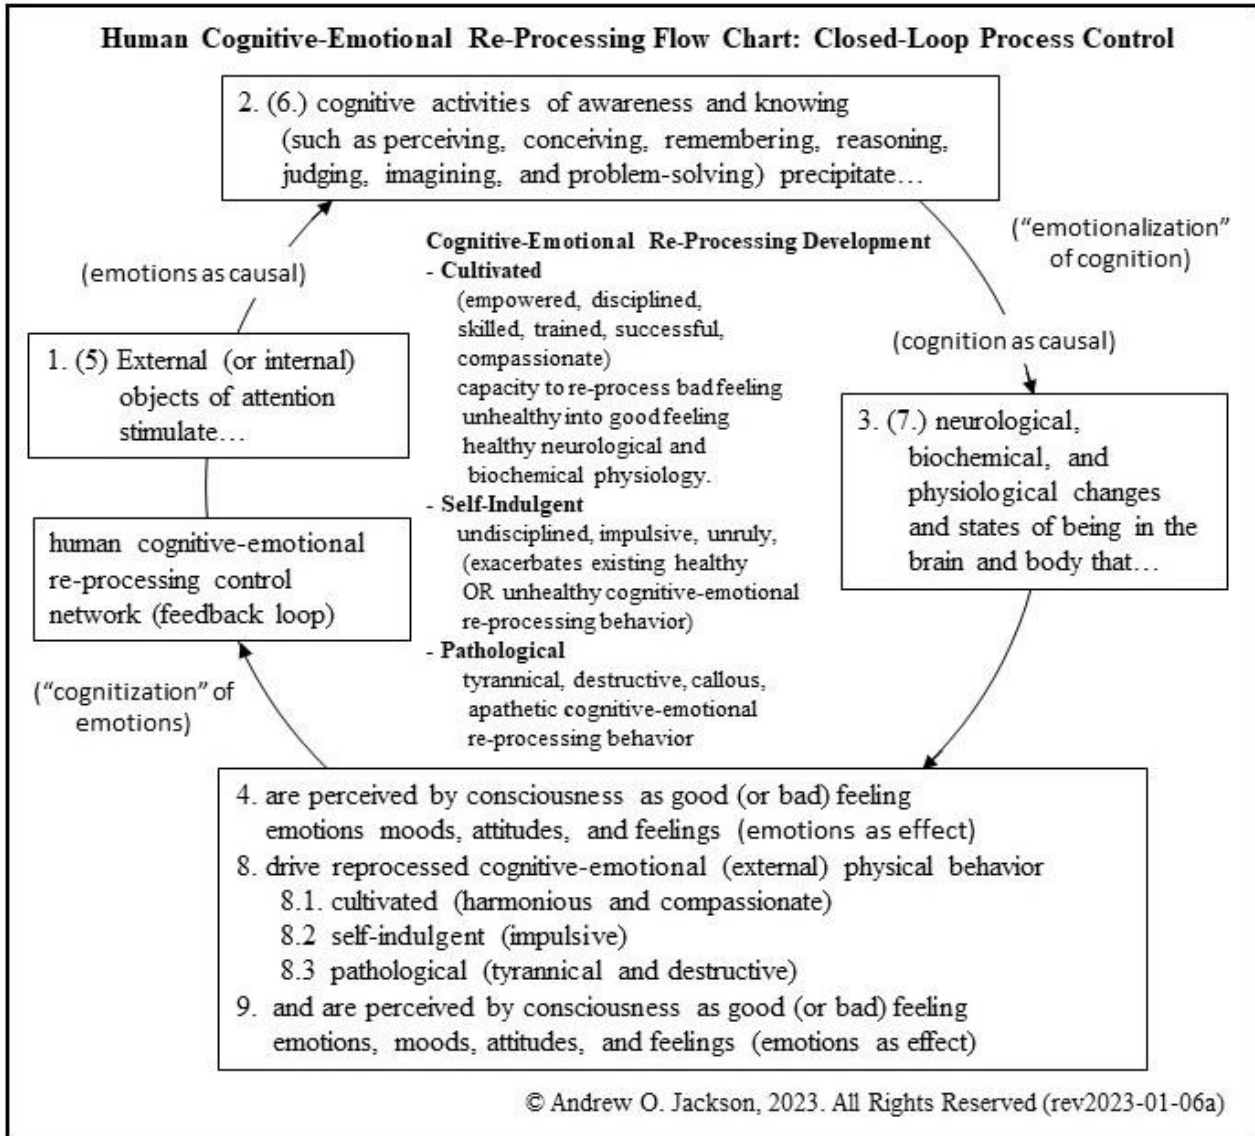 Human Cognitive-Emotional Re-Processing Flow Chart: Closed-Loop Process Control
2. (6.) cognitive activities of awareness and knowing
(such as perceiving, conceiving, remembering, reasoning,
judging, imagining, and problem-solving) precipitate…
(“emotionalization”
of cognition)
(emotions as causal)
(cognition as causal)
1. (5) External (or internal)
objects of attention
stimulate…
Cognitive-Emotional Re-Processing Development
- Cultivated
(empowered, disciplined,
skilled, trained, successful,
compassionate)
capacity to re-process bad feeling
unhealthy into good feeling
healthy neurological and
biochemical physiology.
- Self-Indulgent
undisciplined, impulsive, unruly,
(exacerbates existing healthy
OR unhealthy cognitive-emotional
re-processing behavior)
- Pathological
tyrannical, destructive, callous,
apathetic cognitive-emotional
re-processing behavior
3. (7.) neurological,
biochemical, and
physiological changes
and states of being in the
brain and body that…
human cognitive-emotional
re-processing control
network (feedback loop)
(“cognitization” of
emotions)
4. are perceived by consciousness as good (or bad) feeling
emotions moods, attitudes, and feelings (emotions as effect)
8. drive reprocessed cognitive-emotional (external) physical behavior
8.1. cultivated (harmonious and compassionate)
8.2 self-indulgent (impulsive)
8.3 pathological (tyrannical and destructive)
9. and are perceived by consciousness as good (or bad) feeling
emotions, moods, attitudes, and feelings (emotions as effect)
© Andrew O. Jackson, 2023. All Rights Reserved (rev2023-01-06a)